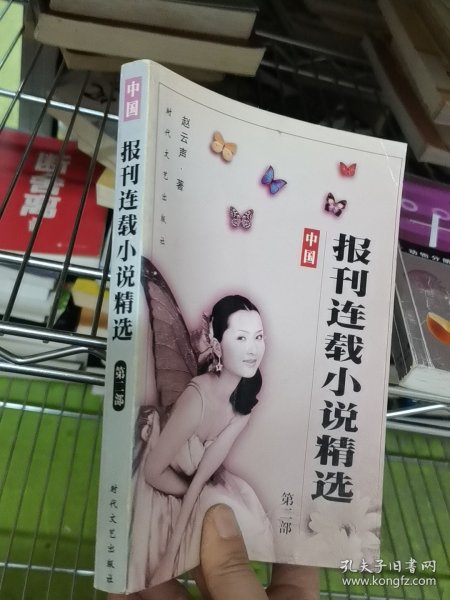 中国
报刊连载小说精选
第二部
时代文艺出版社
赵云声·著
时代文艺出版社
中国
报刊连载小说精选
第二部
孔夫子旧书网
www.kongfz.com